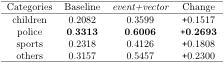 Categories Baseline event+vector Change
children 0.2082 0.3599 +0.1517
police 0.3313 0.6006 +0.2693
sports 0.2318 0.4126 +0.1808
others 0.3157 0.5457 +0.2300